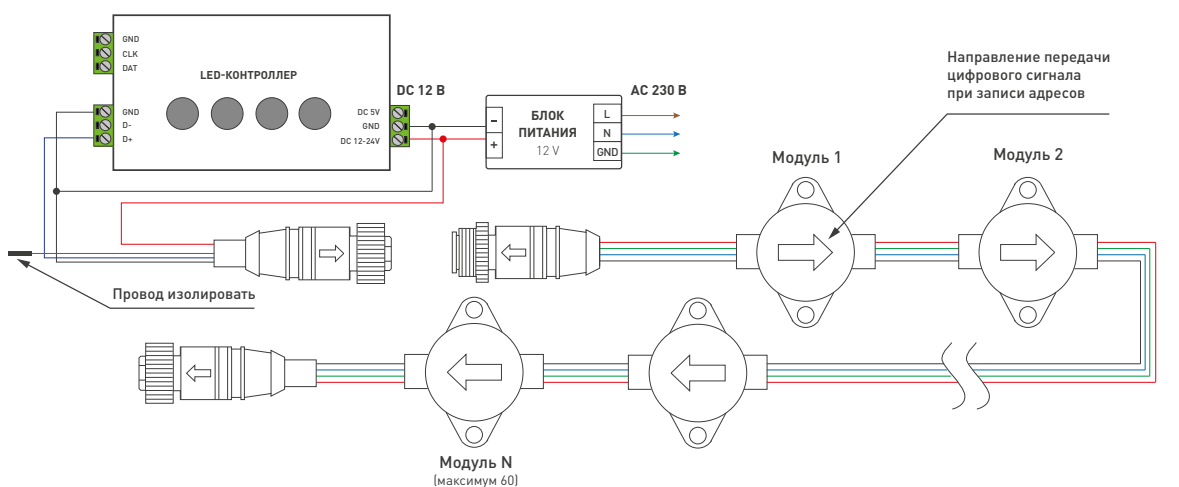 GND
CLK
DAT
LED-КОНТРОЛЛЕР
GND
D-
D+
DC 5V
GND
DC 12-24V
DC 12 В
–
+
БЛОК
ПИТАНИЯ
12 V
L
N
GND
AC 230 В
Направление передачи
цифрового сигнала
при записи адресов
Модуль 1
Модуль 2
Провод изолировать
Модуль N
(максимум 60)